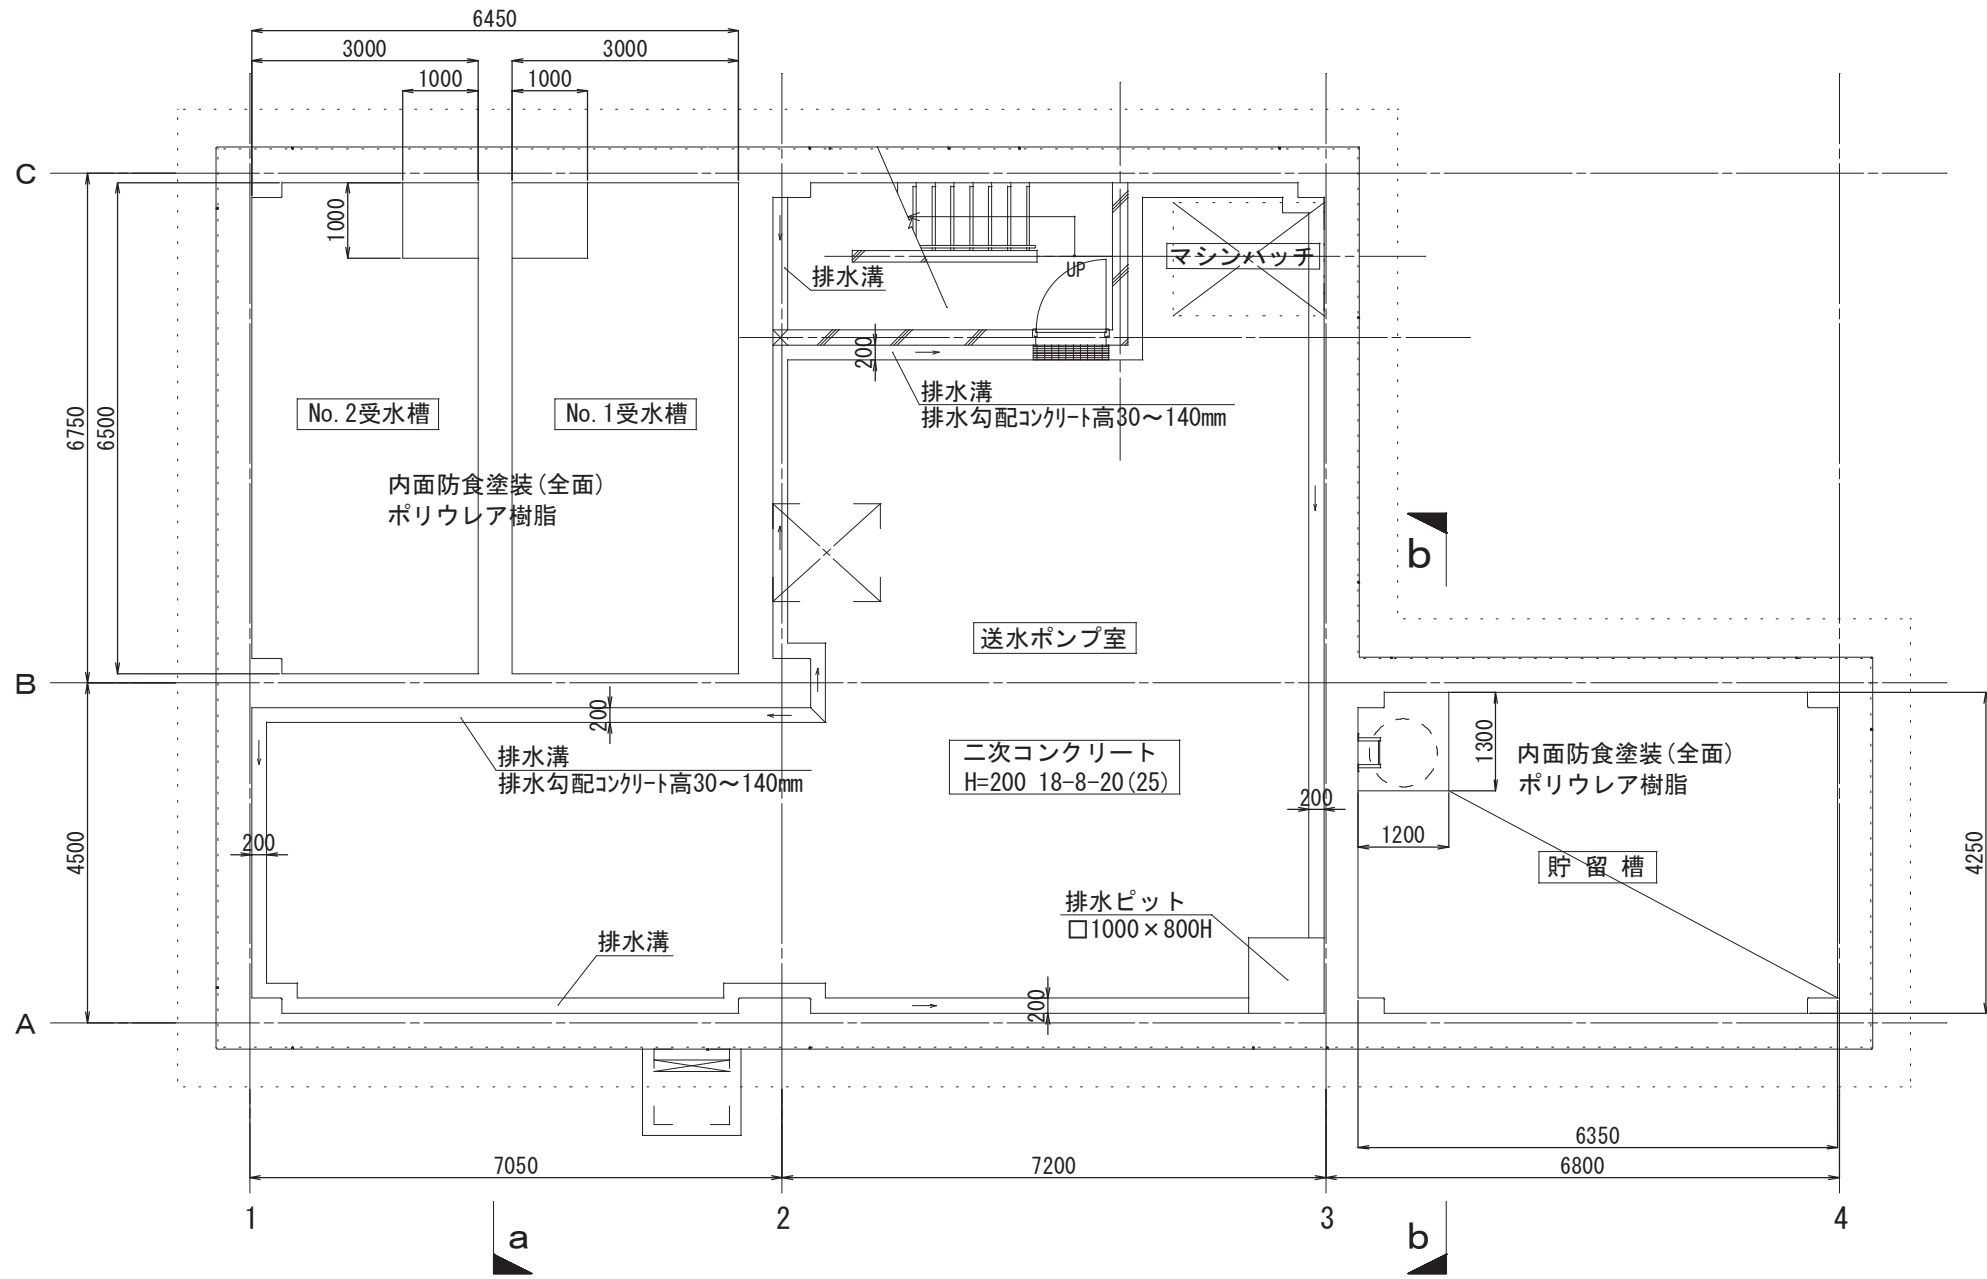 6450
3000
3000
1000
1000
C
1000
UP
マシンハッチ
排水溝
200
排水溝
排水勾配コンクリート高30～140mm
No.2受水槽
No.1受水槽
6750
6500
内面防食塗装(全面)
ポリウレア樹脂
b
送水ポンプ室
B
200
1300
二次コンクリート
H=200 18-8-20(25)
内面防食塗装(全面)
ポリウレア樹脂
排水溝
排水勾配コンクリート高30～140mm
200
200
1200
4500
4250
貯 留 槽
排水ピット
□1000×800H
排水溝
200
A
6350
7050
7200
6800
1
2
3
4
a
b